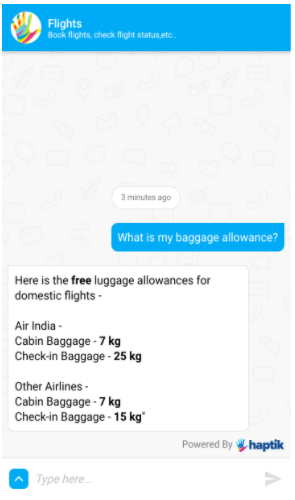 Flights
Book flights, check flight status,etc..
3 minutes ago
What is my baggage allowance?
Here is the free luggage allowances for
domestic flights -
Air India -
Cabin Baggage - 7 kg
Check-in Baggage - 25 kg
Other Airlines -
Cabin Baggage - 7 kg
Check-in Baggage - 15 kg*
Powered By haptik
Type here...